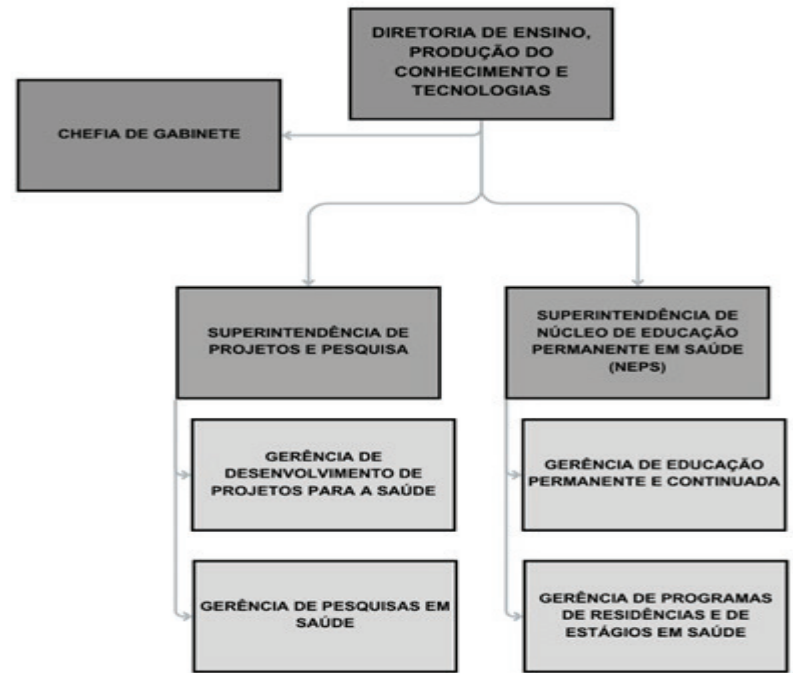 DIRETORIA DE ENSINO,
PRODUÇÃO DO
CONHECIMENTO E
TECNOLOGIAS
CHEFIA DE GABINETE
SUPERINTENDÊNCIA DE
PROJETOS E PESQUISA
SUPERINTENDÊNCIA DE
NÚCLEO DE EDUCAÇÃO
PERMANENTE EM SAÚDE
(NEPS)
GERÊNCIA DE
DESENVOLVIMENTO DE
PROJETOS PARA A SAÚDE
GERÊNCIA DE EDUCAÇÃO
PERMANENTE E CONTINUADA
GERÊNCIA DE PESQUISAS EM
SAÚDE
GERÊNCIA DE PROGRAMAS
DE RESIDÊNCIAS E DE
ESTÁGIOS EM SAÚDE